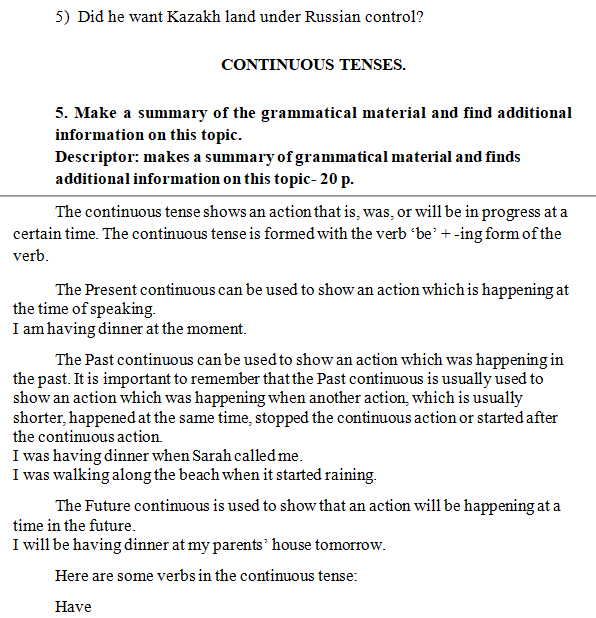 5) Did he want Kazakh land under Russian control?
CONTINUOUS TENSES.
5. Make a summary of the grammatical material and find additional
information on this topic.
Descriptor: makes a summary of grammatical material and finds
additional information on this topic- 20 p.
The continuous tense shows an action that is, was, or will be in progress at a
certain time. The continuous tense is formed with the verb ‘be’ + -ing form of the
verb.
The Present continuous can be used to show an action which is happening at
the time of speaking.
I am having dinner at the moment.
The Past continuous can be used to show an action which was happening in
the past. It is important to remember that the Past continuous is usually used to
show an action which was happening when another action, which is usually
shorter, happened at the same time, stopped the continuous action or started after
the continuous action.
I was having dinner when Sarah called me.
I was walking along the beach when it started raining.
The Future continuous is used to show that an action will be happening at a
time in the future.
I will be having dinner at my parents’ house tomorrow.
Here are some verbs in the continuous tense:
Have